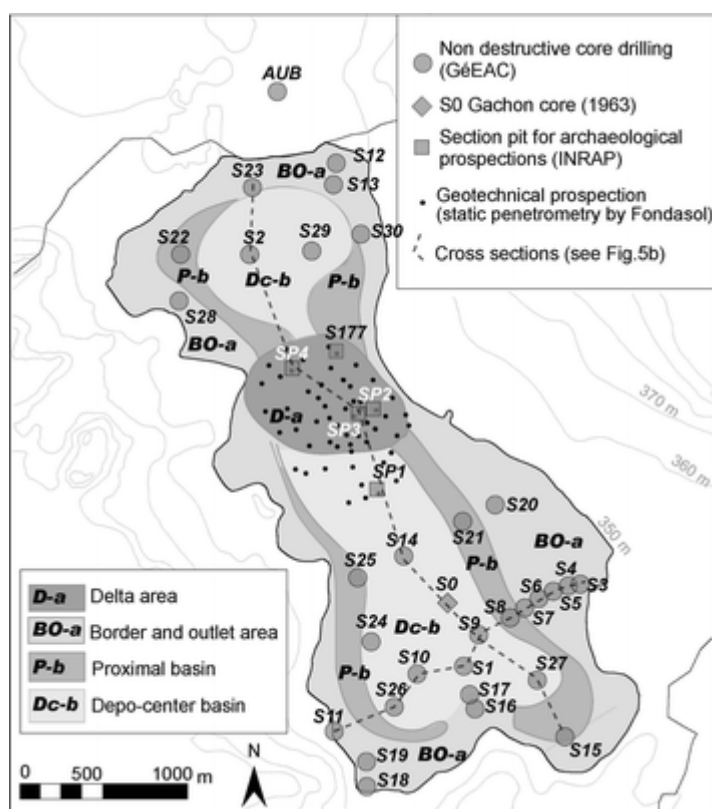 AUB
Non destructive core drilling
(GéEAC)
S0 Gachon core (1963)
Section pit for archaeological
prospections (INRAP)
Geotechnical prospection
(static penetrometry by Fondasol)
Cross sections (see Fig.5b)
S12
BO-a
S23
S13
S22
S2
S29
S30
P-b
Dc-b
P-b
S28
BO-a
S177
SP4
SP2
D-a
SP3
370 m
360 m
350 m
SP1
S20
S21
BO-a
S14
P-b
S25
S0
S6
S4
S3
S5
S8
S7
S24
Dc-b
S9
S10
S1
S27
P-b
S26
S17
S16
S11
S15
S19
BO-a
S18
D-a Delta area
BO-a Border and outlet area
P-b Proximal basin
Dc-b Depo-center basin
N
0 500 1000 m